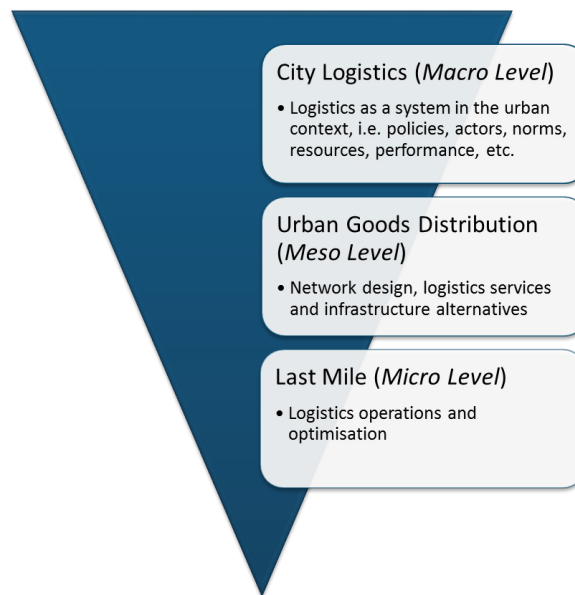 City Logistics (Macro Level)
• Logistics as a system in the urban
context, i.e. policies, actors, norms,
resources, performance, etc.
Urban Goods Distribution
(Meso Level)
• Network design, logistics services
and infrastructure alternatives
Last Mile (Micro Level)
• Logistics operations and
optimisation